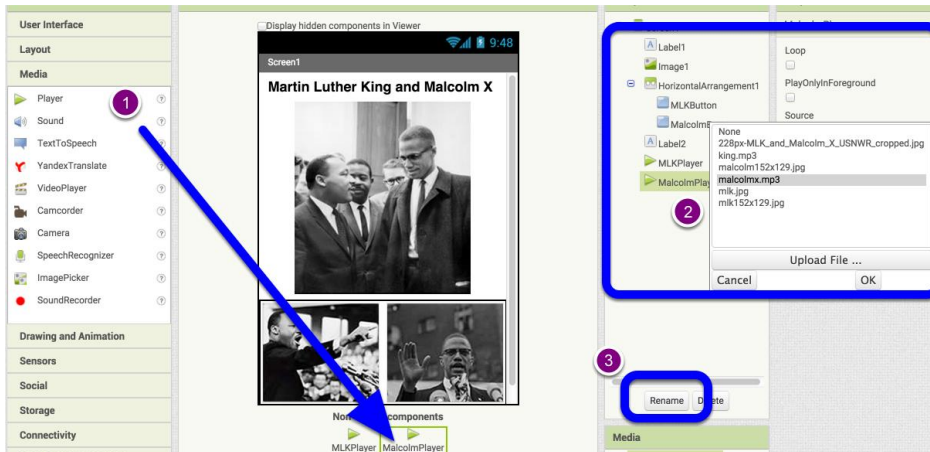 User Interface
Layout
Media
Player
Sound
TextToSpeech
YandexTranslate
VideoPlayer
Camcorder
Camera
SpeechRecognizer
ImagePicker
SoundRecorder
Drawing and Animation
Sensors
Social
Storage
Connectivity
1
Display hidden components in Viewer
9:48
Screen1
Martin Luther King and Malcolm X
components
MLKPlayer
MalcolmPlayer
Label1
Image1
HorizontalArrangement1
MLKButton
Label2
MLKPlayer
2
3
Rename
Media
Loop
PlayOnlyInForeground
Source
None
228px-MLK_and_Malcolm_X_USNWR_cropped.jpg
king.mp3
malcolm152x129.jpg
malcolmx.mp3
mlk.jpg
mlk152x129.jpg
Upload File ...
Cancel OK